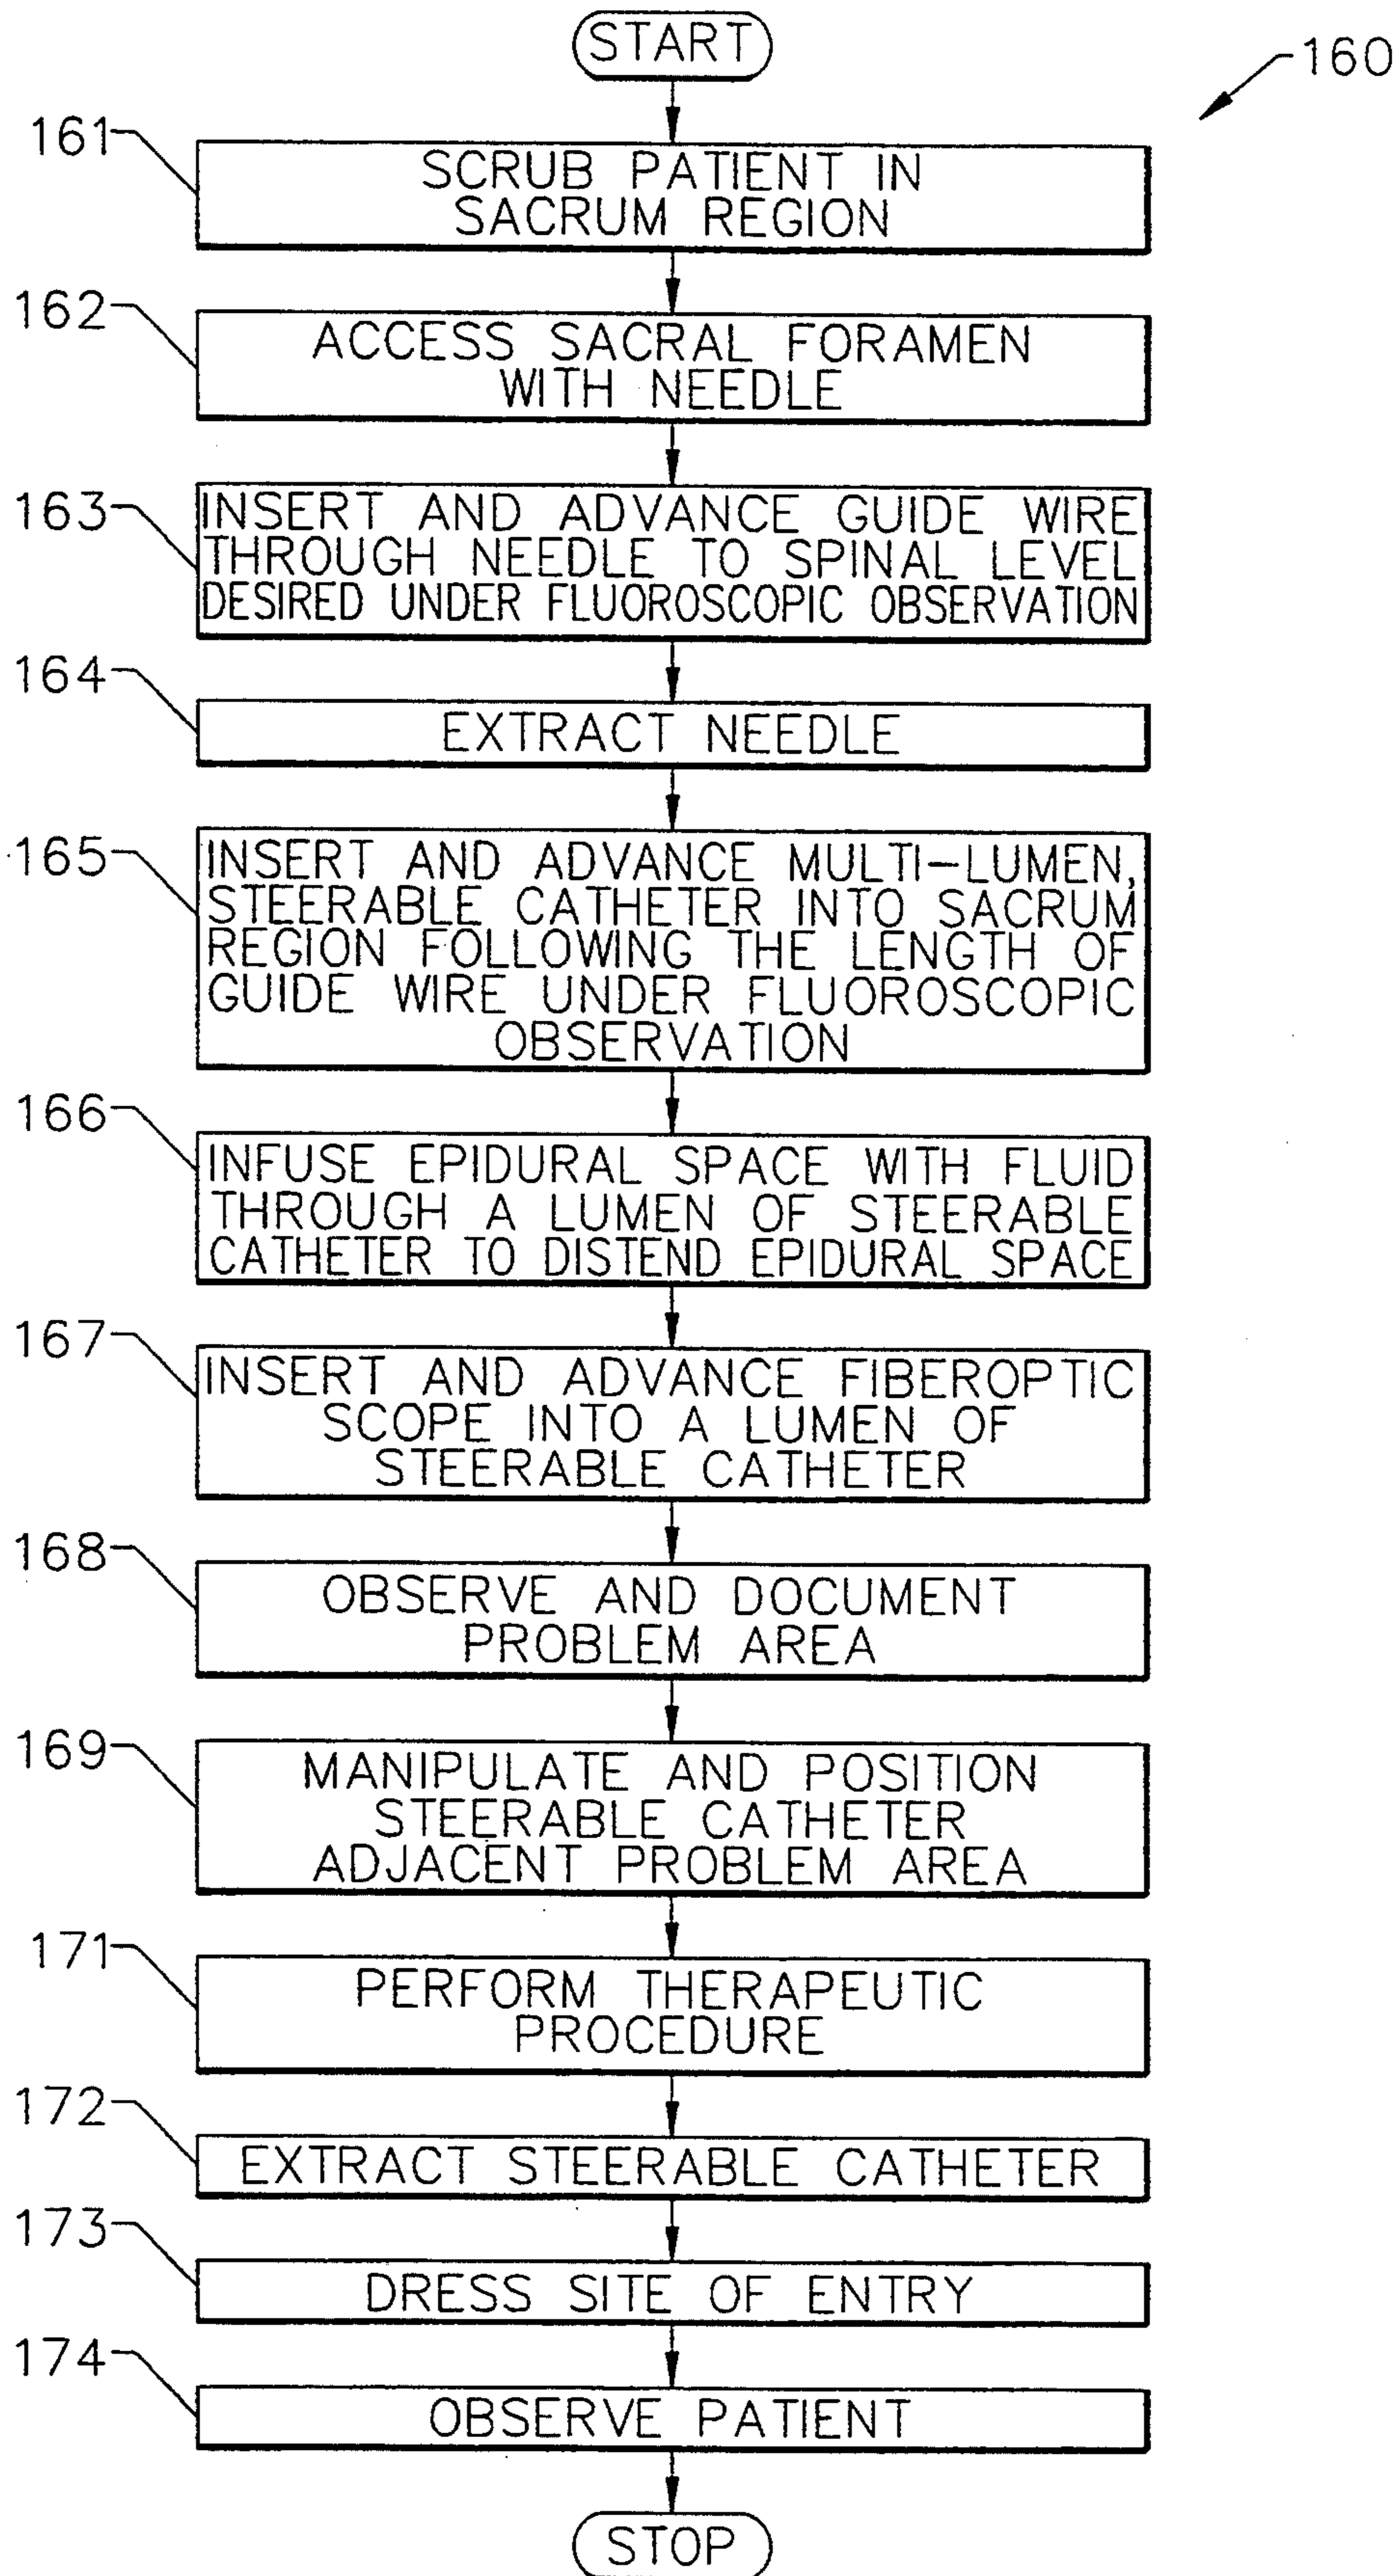 START
160
161
SCRUB PATIENT IN
SACRUM REGION
162
ACCESS SACRAL FORAMEN
WITH NEEDLE
163
INSERT AND ADVANCE GUIDE WIRE
THROUGH NEEDLE TO SPINAL LEVEL
DESIRED UNDER FLUOROSCOPIC OBSERVATION
164
EXTRACT NEEDLE
165
INSERT AND ADVANCE MULTI-LUMEN,
STEERABLE CATHETER INTO SACRUM
REGION FOLLOWING THE LENGTH OF
GUIDE WIRE UNDER FLUOROSCOPIC
OBSERVATION
166
INFUSE EPIDURAL SPACE WITH FLUID
THROUGH A LUMEN OF STEERABLE
CATHETER TO DISTEND EPIDURAL SPACE
167
INSERT AND ADVANCE FIBEROPTIC
SCOPE INTO A LUMEN OF
STEERABLE CATHETER
168
OBSERVE AND DOCUMENT
PROBLEM AREA
169
MANIPULATE AND POSITION
STEERABLE CATHETER
ADJACENT PROBLEM AREA
171
PERFORM THERAPEUTIC
PROCEDURE
172
EXTRACT STEERABLE CATHETER
173
DRESS SITE OF ENTRY
174
OBSERVE PATIENT
STOP